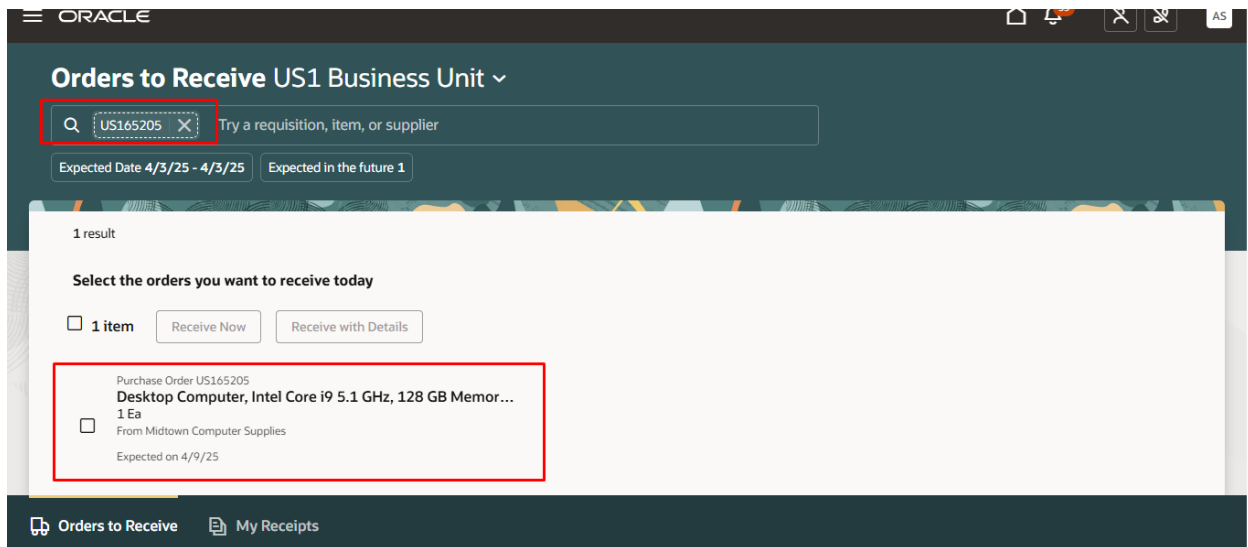 ORACLE
AS
Orders to Receive US1 Business Unit
US165205 Try a requisition, item, or supplier
Expected Date 4/3/25 - 4/3/25 Expected in the future 1
1 result
Select the orders you want to receive today
1 item Receive Now Receive with Details
Purchase Order US165205
Desktop Computer, Intel Core i9 5.1 GHz, 128 GB Memor...
1 Ea
From Midtown Computer Supplies
Expected on 4/9/25
Orders to Receive My Receipts